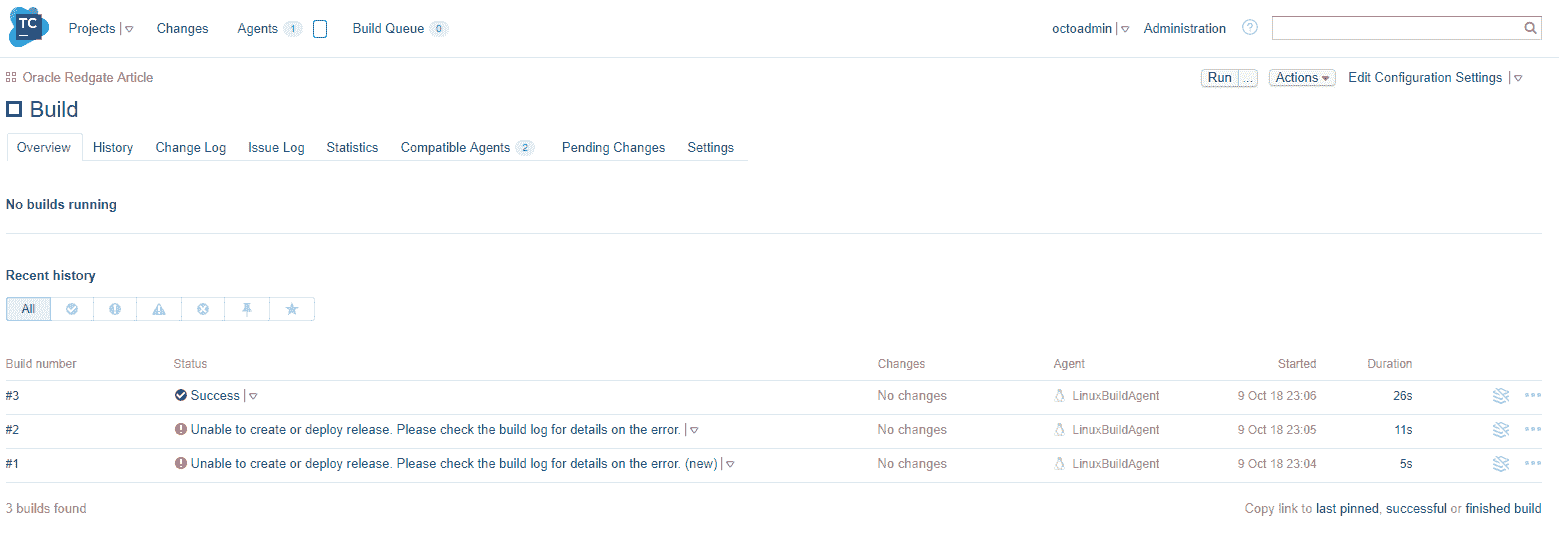 TC Projects Changes Agents 1 Build Queue 0 octoadmin Administration ?
Oracle Redgate Article Run ... Actions Edit Configuration Settings
Build
Overview History Change Log Issue Log Statistics Compatible Agents 2 Pending Changes Settings
No builds running
Recent history
All
Build number Status Changes Agent Started Duration
#3 Success No changes LinuxBuildAgent 9 Oct 18 23:06 26s
#2 Unable to create or deploy release. Please check the build log for details on the error. No changes LinuxBuildAgent 9 Oct 18 23:05 11s
#1 Unable to create or deploy release. Please check the build log for details on the error. (new) No changes LinuxBuildAgent 9 Oct 18 23:04 5s
3 builds found Copy link to last pinned, successful or finished build